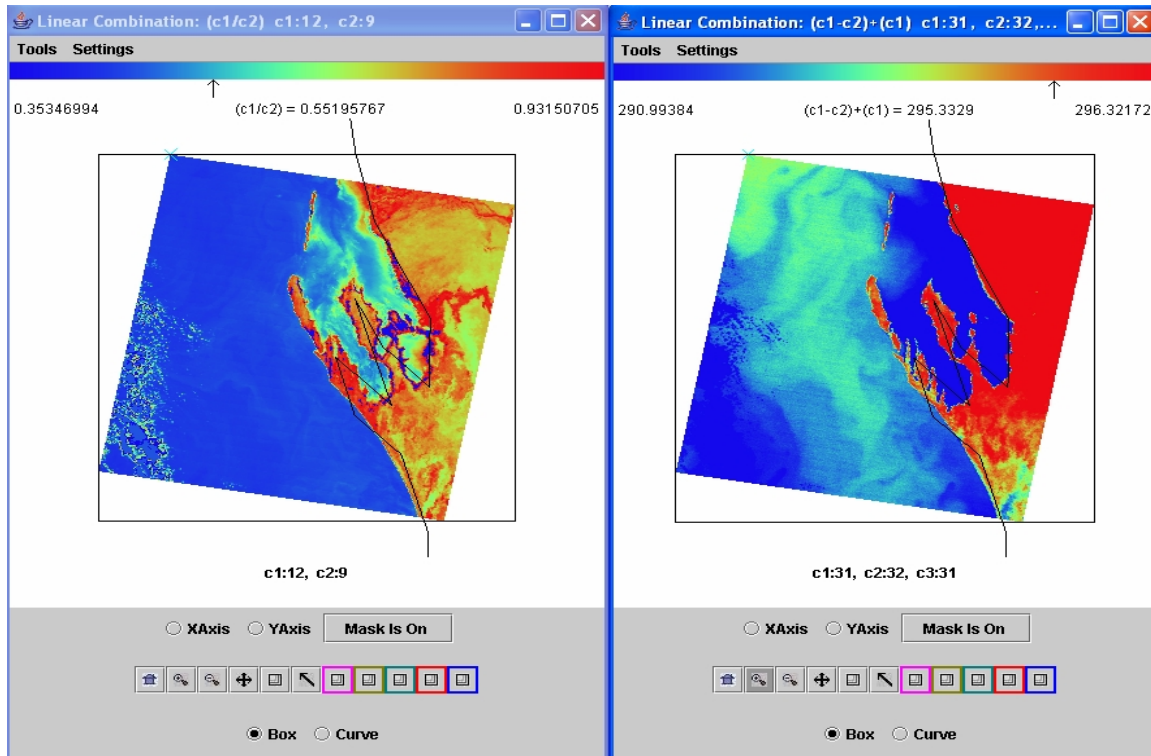 Linear Combination: (c1/c2) c1:12, c2:9
Tools Settings
0.35346994 (c1/c2) = 0.55195767 0.93150705
c1:12, c2:9
XAxis YAxis Mask Is On
Box Curve
Linear Combination: (c1-c2)+(c1) c1:31, c2:32,...
Tools Settings
290.99384 (c1-c2)+(c1) = 295.3329 296.32172
c1:31, c2:32, c3:31
XAxis YAxis Mask Is On
Box Curve